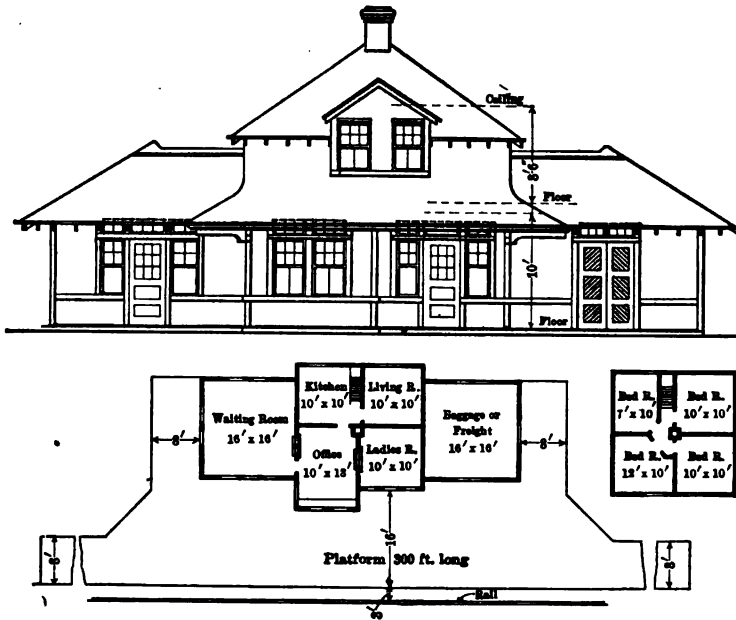 Ceiling
8'6"
Floor
10'
Floor
Kitchen
10' x 10'
Living R.
10' x 10'
Waiting Room
16' x 16'
Baggage or
Freight
16' x 16'
Office
10' x 13'
Ladies R.
10' x 10'
8'
8'
Bed R,
7' x 10
Bed R.
10' x 10'
Bed R.
12' x 10'
Bed R.
10' x 10'
16'
Platform 300 ft. long
8'
8'
Rail
3'